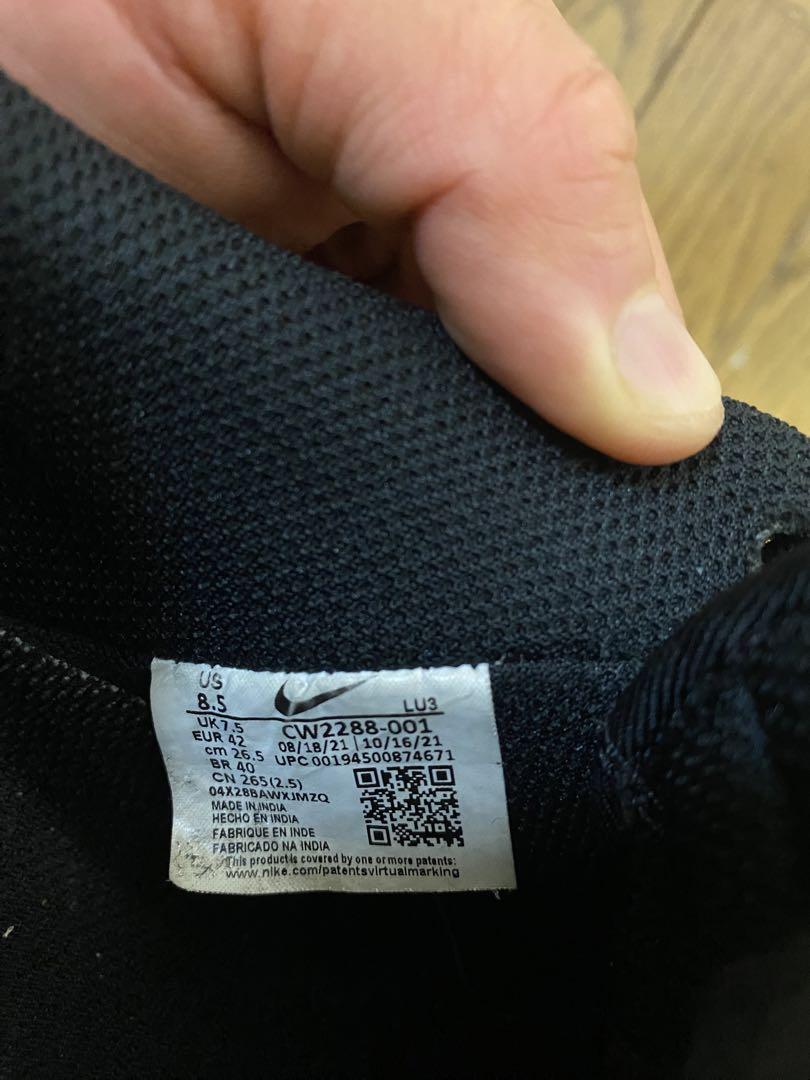 US
8.5
LU3
UK 7.5
CW2288-001
EUR 42
08/18/21 | 10/16/21
cm 26.5
UPC 00194500874671
BR 40
CN 265(2.5)
04X28BAWXJMZQ
MADE IN INDIA
HECHO EN INDIA
FABRIQUE EN INDE
FABRICADO NA INDIA
This product is covered by one or more patents:
www.nike.com/patentsvirtualmarking